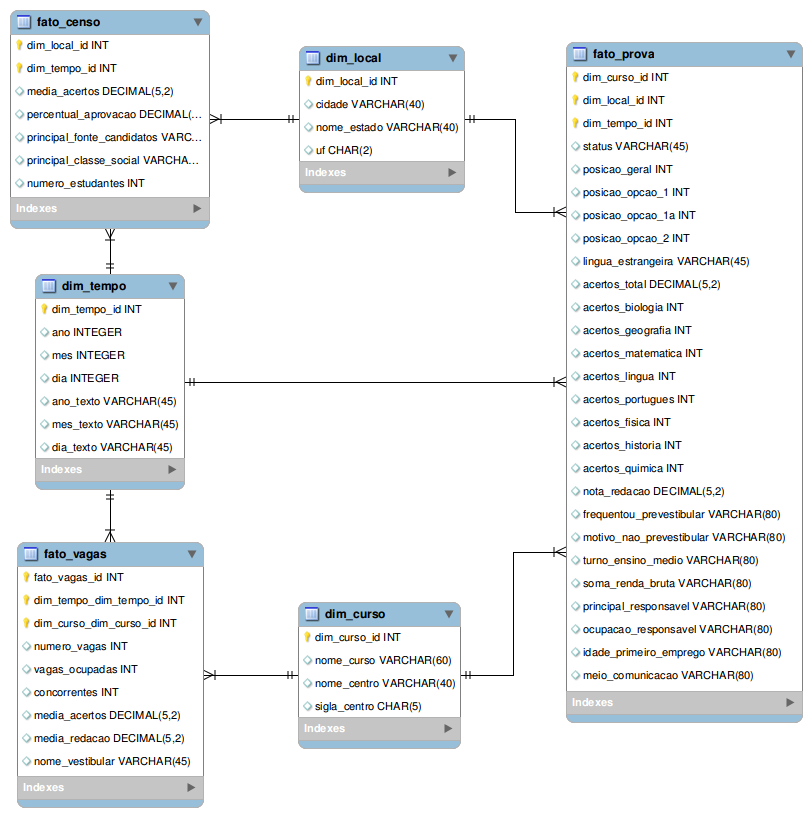 fato_censo
dim_local_id INT
dim_tempo_id INT
media_acertos DECIMAL(5,2)
percentual_aprovacao DECIMAL(...
principal_fonte_candidatos VARC...
principal_classe_social VARCHA...
numero_estudantes INT
Indexes
dim_local
dim_local_id INT
cidade VARCHAR(40)
nome_estado VARCHAR(40)
uf CHAR(2)
Indexes
fato_prova
dim_curso_id INT
dim_local_id INT
dim_tempo_id INT
status VARCHAR(45)
posicao_geral INT
posicao_opcao_1 INT
posicao_opcao_1a INT
posicao_opcao_2 INT
lingua_estrangeira VARCHAR(45)
acertos_total DECIMAL(5,2)
acertos_biologia INT
acertos_geografia INT
acertos_matematica INT
acertos_lingua INT
acertos_portugues INT
acertos_fisica INT
acertos_historia INT
acertos_quimica INT
nota_redacao DECIMAL(5,2)
frequentou_prevestibular VARCHAR(80)
motivo_nao_prevestibular VARCHAR(80)
turno_ensino_medio VARCHAR(80)
soma_renda_bruta VARCHAR(80)
principal_responsavel VARCHAR(80)
ocupacao_responsavel VARCHAR(80)
idade_primeiro_emprego VARCHAR(80)
meio_comunicacao VARCHAR(80)
Indexes
dim_tempo
dim_tempo_id INT
ano INTEGER
mes INTEGER
dia INTEGER
ano_texto VARCHAR(45)
mes_texto VARCHAR(45)
dia_texto VARCHAR(45)
Indexes
fato_vagas
fato_vagas_id INT
dim_tempo_dim_tempo_id INT
dim_curso_dim_curso_id INT
numero_vagas INT
vagas_ocupadas INT
concorrentes INT
media_acertos DECIMAL(5,2)
media_redacao DECIMAL(5,2)
nome_vestibular VARCHAR(45)
Indexes
dim_curso
dim_curso_id INT
nome_curso VARCHAR(60)
nome_centro VARCHAR(40)
sigla_centro CHAR(5)
Indexes